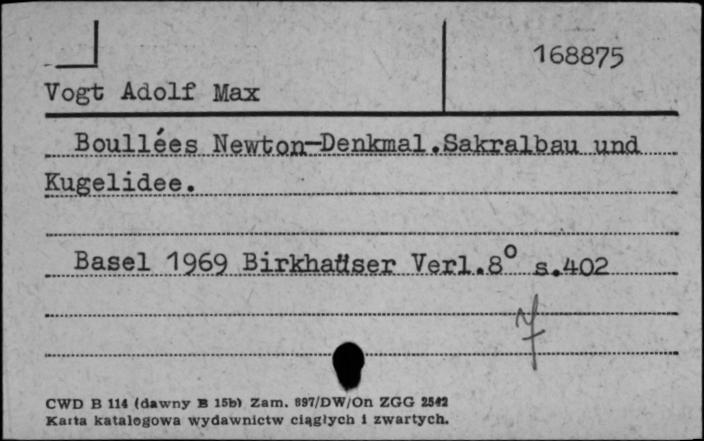 168875
Vogt Adolf Max
Boullées Newton-Denkmal.Sakralbau und
Kugelidee.
Basel 1969 Birkhaüser Verl.8° s.402
CWD B 114 (dawny B 15b) Zam. 897/DW/On ZGG 2542
Karta katalogowa wydawnictw ciągłych i zwartych.